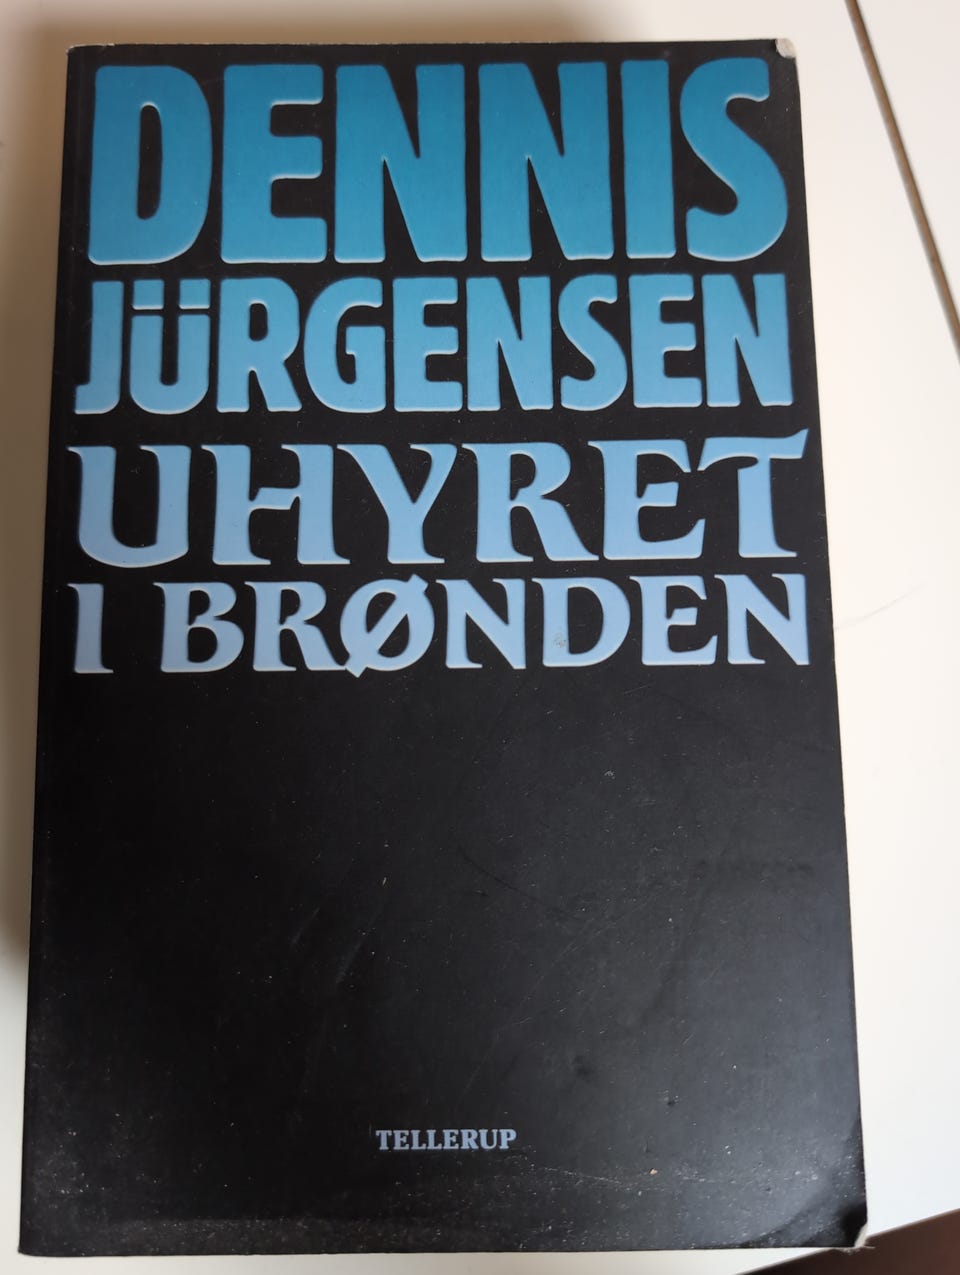 DENNIS
JÜRGENSEN
UHYRET
I BRØNDEN
TELLERUP